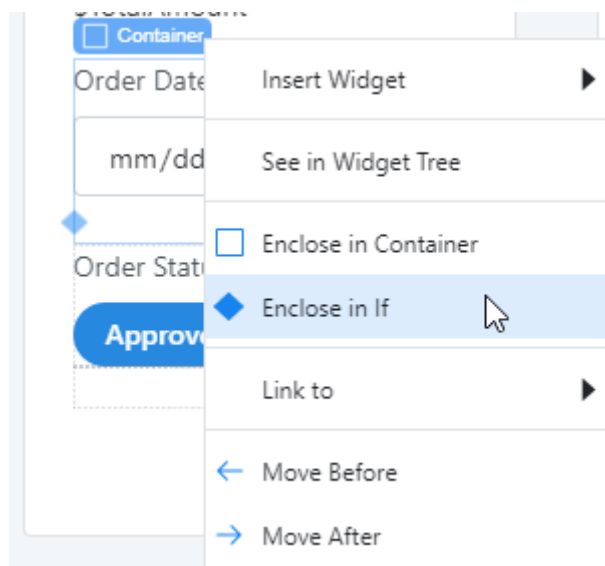 Container
Order Date
Insert Widget
mm/dd
See in Widget Tree
Enclose in Container
Order Statu
Enclose in If
Approve
Link to
Move Before
Move After